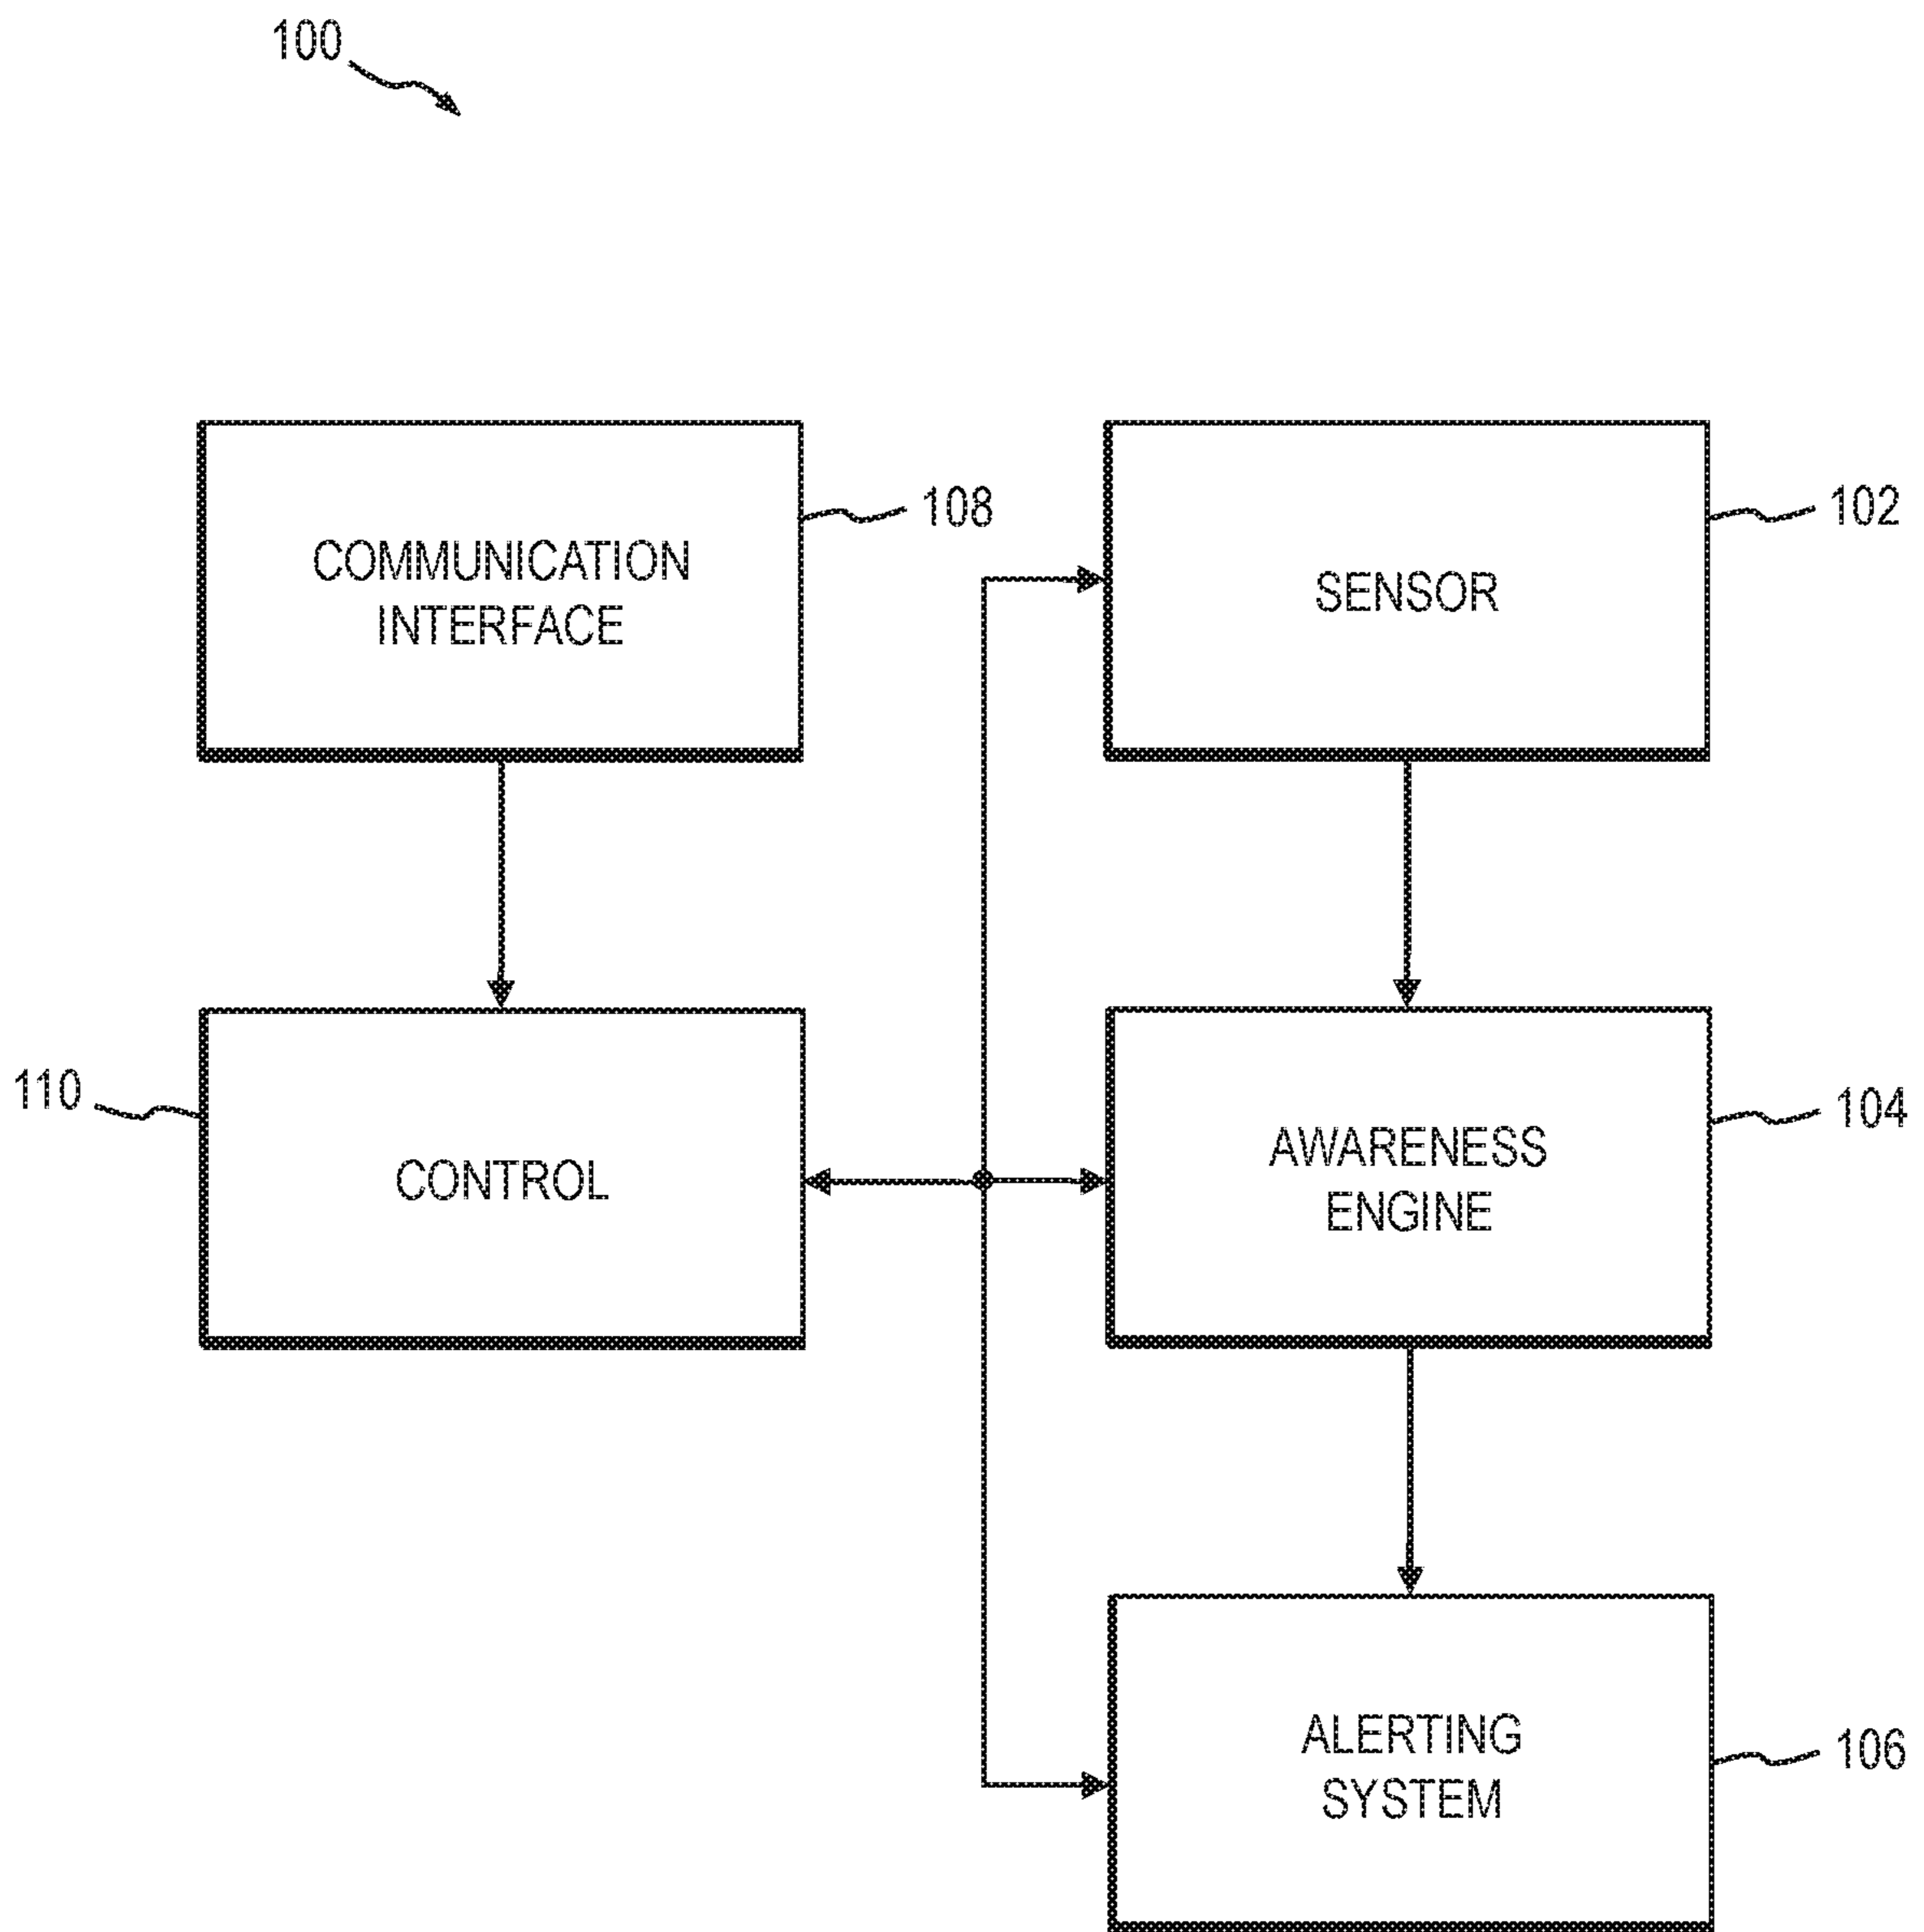 100
COMMUNICATION
INTERFACE
108
SENSOR
102
110
CONTROL
AWARENESS
ENGINE
104
ALERTING
SYSTEM
106